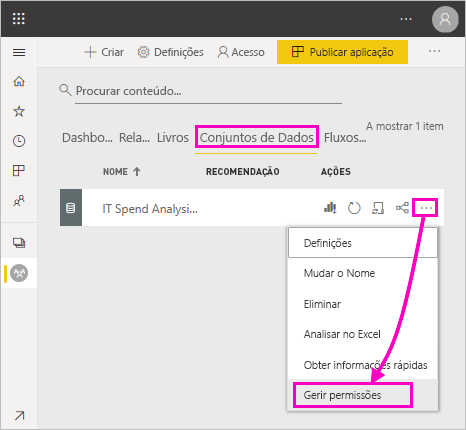 Criar Definições Acesso Publicar aplicação
Procurar conteúdo...
A mostrar 1 item
Dashbo... Rela... Livros Conjuntos de Dados Fluxos...
NOME RECOMENDAÇÃO AÇÕES
IT Spend Analysi...
Definições
Mudar o Nome
Eliminar
Analisar no Excel
Obter informações rápidas
Gerir permissões